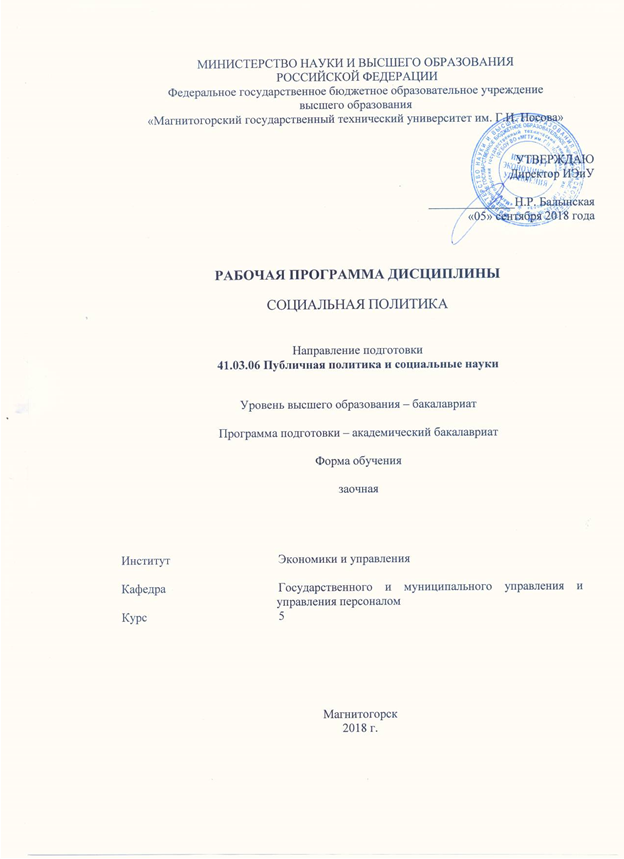 МИНИСТЕРСТВО НАУКИ И ВЫСШЕГО ОБРАЗОВАНИЯ
РОССИЙСКОЙ ФЕДЕРАЦИИ
Федеральное государственное бюджетное образовательное учреждение
высшего образования
«Магнитогорский государственный технический университет им. Г.И. Носова»
УТВЕРЖДАЮ
Директор ИЭиУ
Н.Р. Балынская
«05» сентября 2018 года
РАБОЧАЯ ПРОГРАММА ДИСЦИПЛИНЫ
СОЦИАЛЬНАЯ ПОЛИТИКА
Направление подготовки
41.03.06 Публичная политика и социальные науки
Уровень высшего образования – бакалавриат
Программа подготовки – академический бакалавриат
Форма обучения
заочная
Институт Экономики и управления
Кафедра Государственного и муниципального управления и
управления персоналом
Курс 5
Магнитогорск
2018 г.